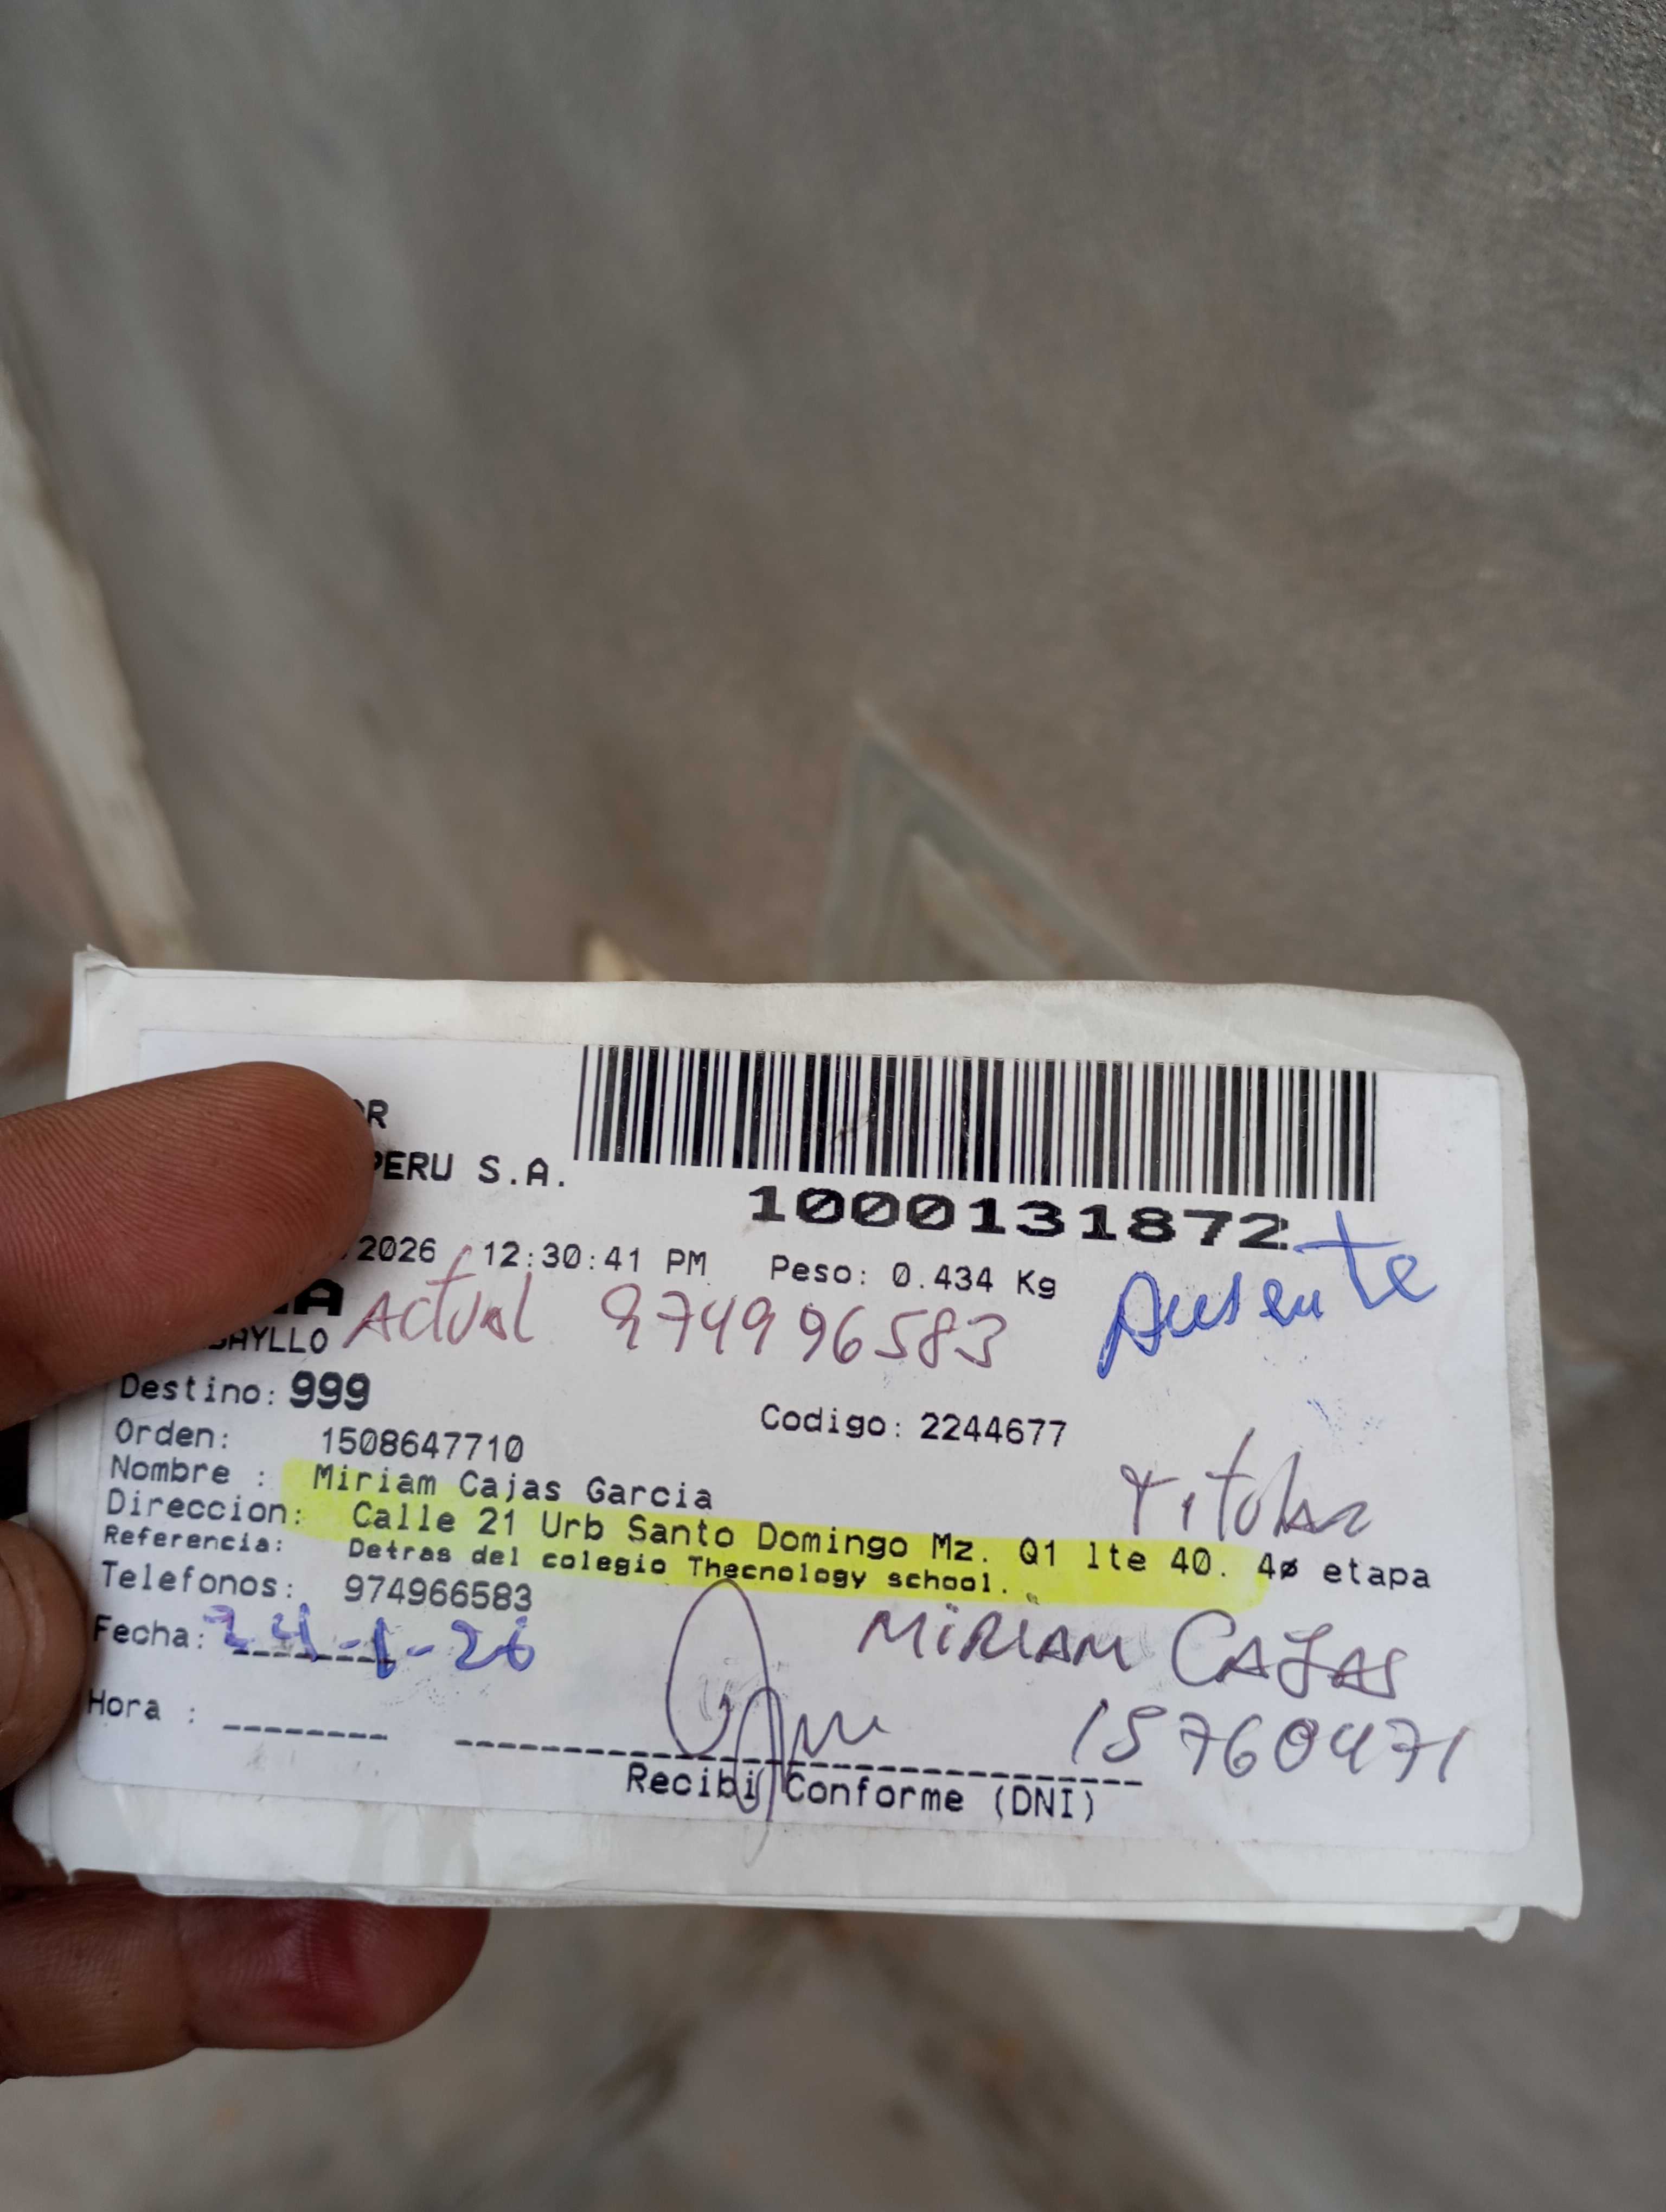 PERU S.A.
1000131872
2026 12:30:41 PM Peso: 0.434 Kg
Ausente
Actual 974996583
Destino: 999
Codigo: 2244677
Orden: 1508647710
Nombre : Miriam Cajas Garcia
Titular
Direccion: Calle 21 Urb Santo Domingo Mz. Q1 lte 40. 4ø etapa
Referencia: Detras del colegio Thecnology school.
Telefonos: 974966583
Fecha: 24-1-26
MiRiAM CAJAS
Hora :
15760471
Recibi Conforme (DNI)